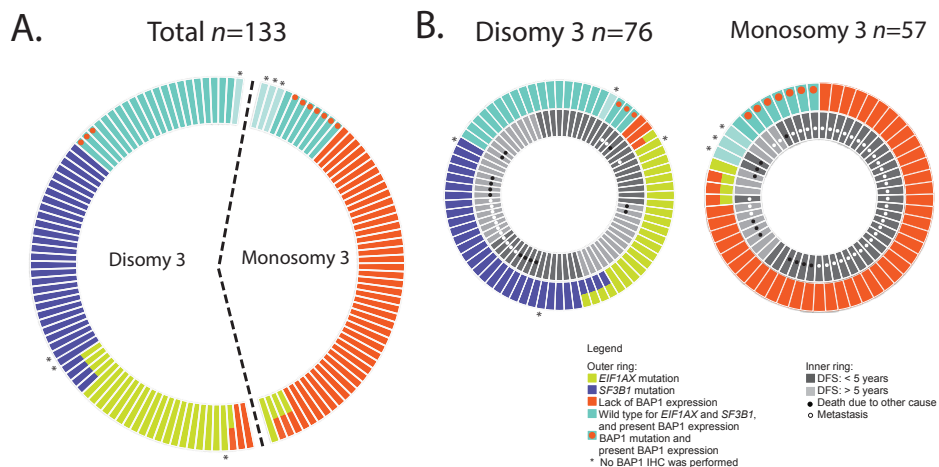 A.
Total n=133
B.
Disomy 3 n=76
Monosomy 3 n=57
*
* * *
Disomy 3
Monosomy 3
* *
*
*
*
*
*
* * *
Legend
Outer ring:
EIF1AX mutation
SF3B1 mutation
Lack of BAP1 expression
Wild type for EIF1AX and SF3B1,
and present BAP1 expression
BAP1 mutation and
present BAP1 expression
* No BAP1 IHC was performed
Inner ring:
DFS: < 5 years
DFS: > 5 years
Death due to other cause
Metastasis